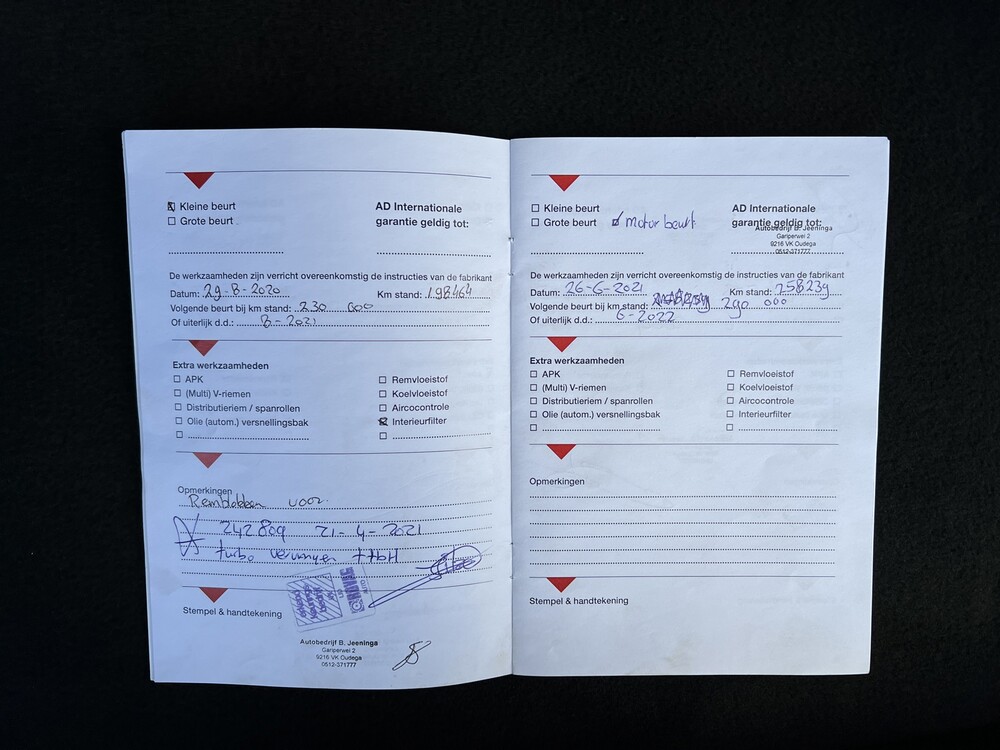 Kleine beurt
Grote beurt
AD Internationale
garantie geldig tot:
De werkzaamheden zijn verricht overeenkomstig de instructies van de fabrikant
Datum: 29-8-2020 Km stand: 198464
Volgende beurt bij km stand: 230 000
Of uiterlijk d.d.: 8-2021
Extra werkzaamheden
APK
(Multi) V-riemen
Distributieriem / spanrollen
Olie (autom.) versnellingsbak
Remvloeistof
Koelvloeistof
Aircocontrole
Interieurfilter
Opmerkingen
Remblokken voor
242809 21-4-2021
turbo vervangen
Stempel & handtekening
Autobedrijf B. Jeeninga
Gariperwei 2
9216 VK Oudega
0512-371777
Kleine beurt
Grote beurt motor beurt
AD Internationale
garantie geldig tot:
Autobedrijf B. Jeeninga
Gariperwei 2
9216 VK Oudega
0512-371777
De werkzaamheden zijn verricht overeenkomstig de instructies van de fabrikant
Datum: 26-6-2021 Km stand: 258239
Volgende beurt bij km stand: 290 000
Of uiterlijk d.d.: 6-2022
Extra werkzaamheden
APK
(Multi) V-riemen
Distributieriem / spanrollen
Olie (autom.) versnellingsbak
Remvloeistof
Koelvloeistof
Aircocontrole
Interieurfilter
Opmerkingen
Stempel & handtekening